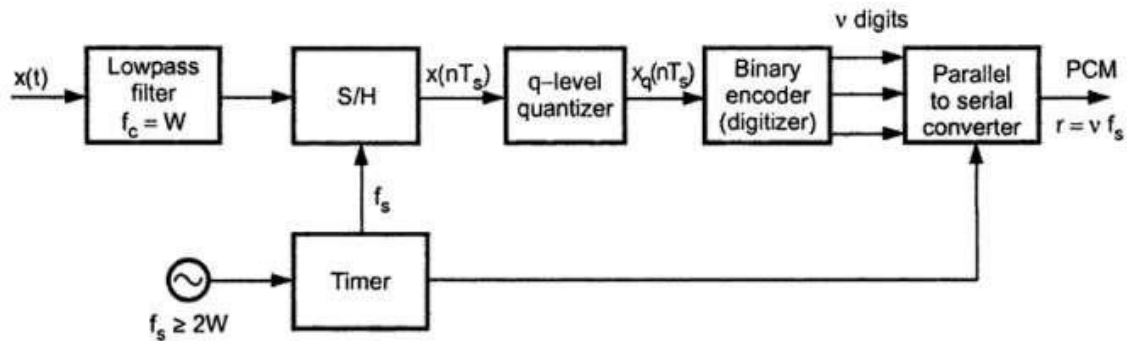 ν digits
x(t)
Lowpass
filter
f_c = W
S/H
x(nT_s)
q–level
quantizer
x_q(nT_s)
Binary
encoder
(digitizer)
Parallel
to serial
converter
PCM
r = ν f_s
f_s
Timer
f_s ≥ 2W